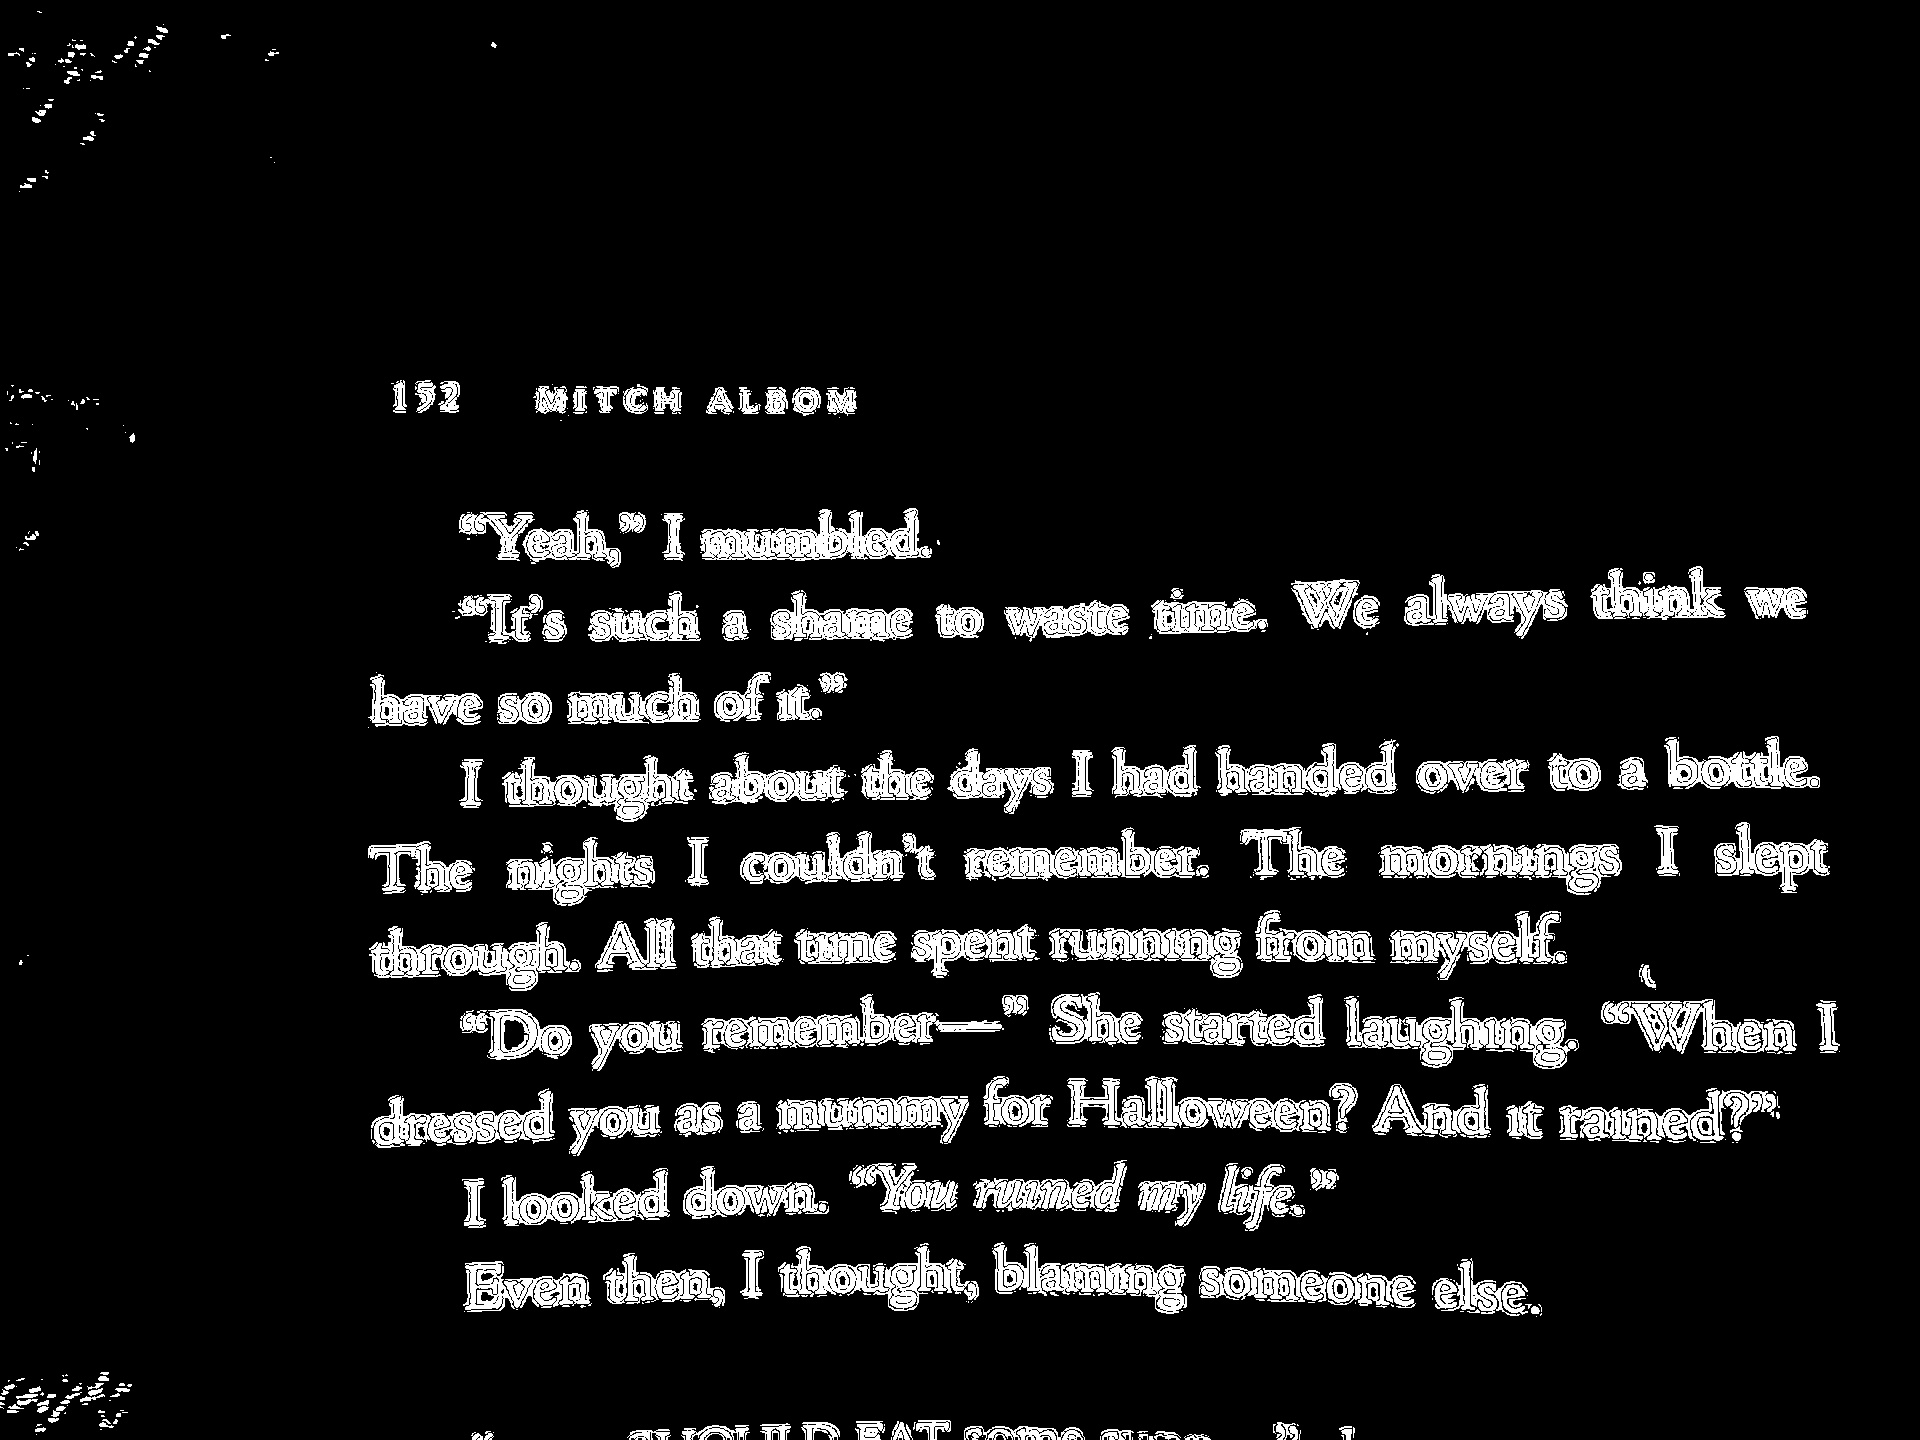 152 MITCH ALBOM
“Yeah,” I mumbled.
“It’s such a shame to waste time. We always think we
have so much of it.”
I thought about the days I had handed over to a bottle.
The nights I couldn’t remember. The mornings I slept
through. All that time spent running from myself.
“Do you remember—” She started laughing. “When I
dressed you as a mummy for Halloween? And it rained?”
I looked down. “You ruined my life.”
Even then, I thought, blaming someone else.
SHOULD EAT some